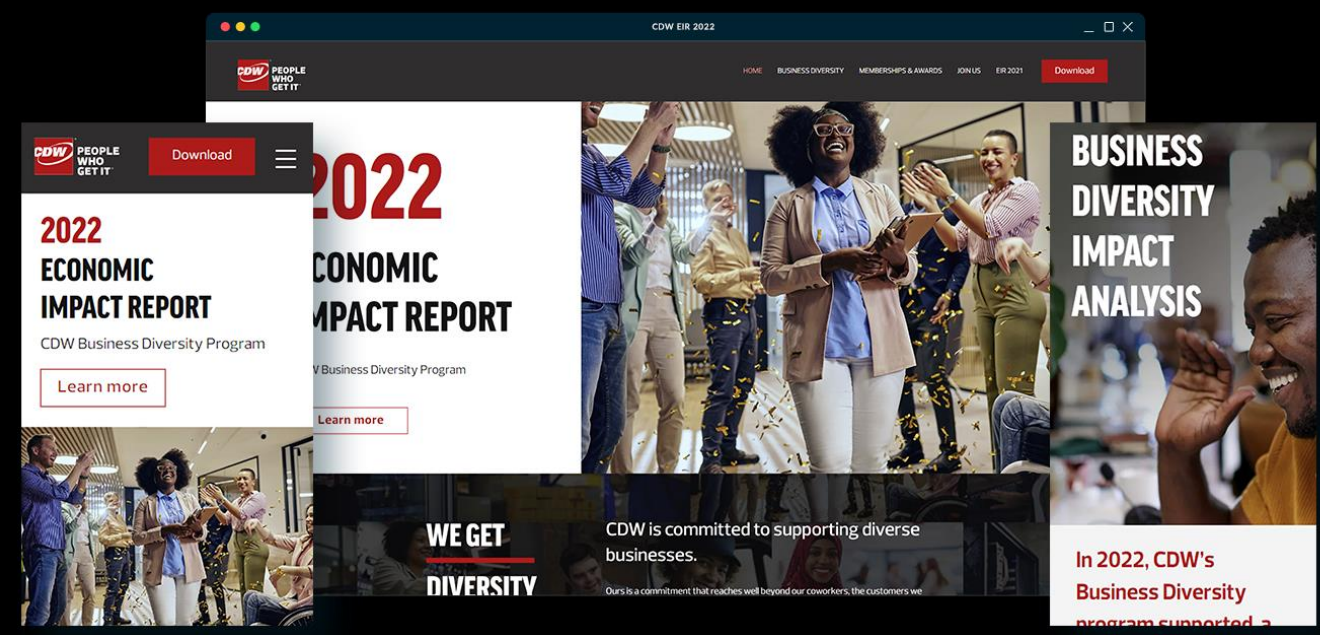 CDW EIR 2022
CDW PEOPLE
WHO
GET IT
HOME BUSINESS DIVERSITY MEMBERSHIPS & AWARDS JOIN US EIR 2021 Download
2022
CONOMIC
MPACT REPORT
W Business Diversity Program
Learn more
WE GET
DIVERSITY
CDW is committed to supporting diverse
businesses.
Ours is a commitment that reaches well beyond our coworkers, the customers we
CDW PEOPLE
WHO
GET IT
Download
2022
ECONOMIC
IMPACT REPORT
CDW Business Diversity Program
Learn more
BUSINESS
DIVERSITY
IMPACT
ANALYSIS
In 2022, CDW's
Business Diversity
program supported a